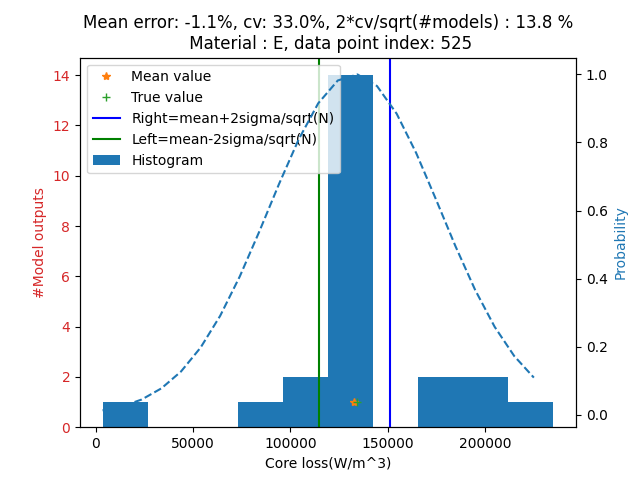 Mean error: -1.1%, cv: 33.0%, 2*cv/sqrt(#models) : 13.8 %
Material : E, data point index: 525
Mean value
True value
Right=mean+2sigma/sqrt(N)
Left=mean-2sigma/sqrt(N)
Histogram
14
12
10
8
6
4
2
0
#Model outputs
1.0
0.8
0.6
0.4
0.2
0.0
Probability
0
50000
100000
150000
200000
Core loss(W/m^3)